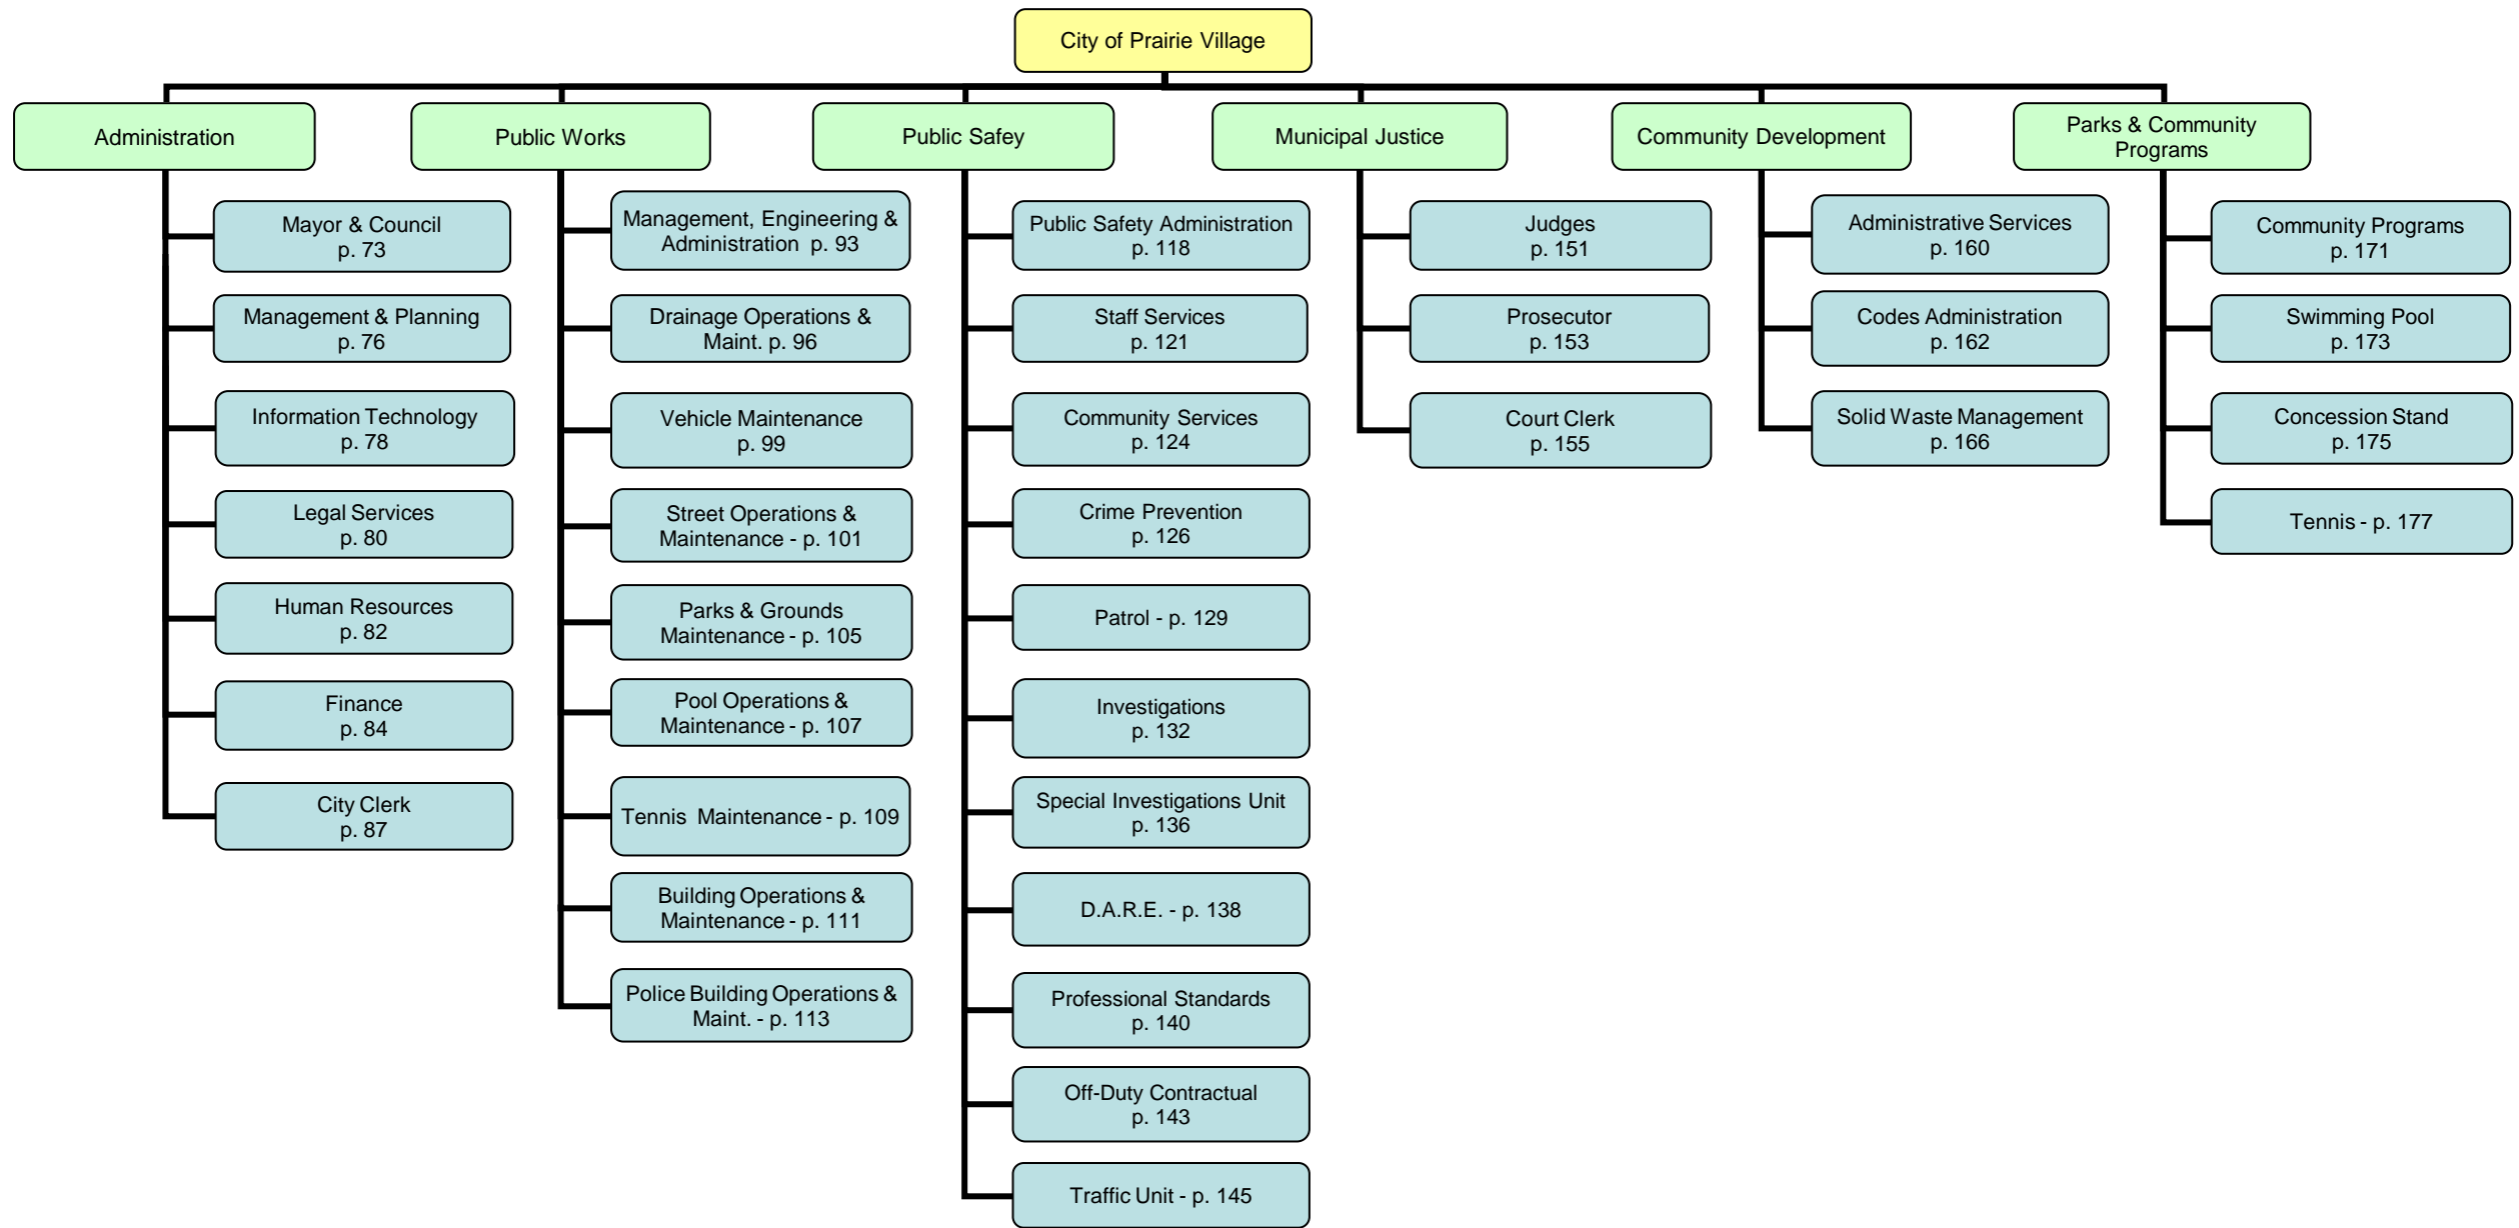 City of Prairie Village
Administration
Mayor & Council
p. 73
Management & Planning
p. 76
Information Technology
p. 78
Legal Services
p. 80
Human Resources
p. 82
Finance
p. 84
City Clerk
p. 87
Public Works
Management, Engineering &
Administration p. 93
Drainage Operations &
Maint. p. 96
Vehicle Maintenance
p. 99
Street Operations &
Maintenance - p. 101
Parks & Grounds
Maintenance - p. 105
Pool Operations &
Maintenance - p. 107
Tennis Maintenance - p. 109
Building Operations &
Maintenance - p. 111
Police Building Operations &
Maint. - p. 113
Public Safey
Public Safety Administration
p. 118
Staff Services
p. 121
Community Services
p. 124
Crime Prevention
p. 126
Patrol - p. 129
Investigations
p. 132
Special Investigations Unit
p. 136
D.A.R.E. - p. 138
Professional Standards
p. 140
Off-Duty Contractual
p. 143
Traffic Unit - p. 145
Municipal Justice
Judges
p. 151
Prosecutor
p. 153
Court Clerk
p. 155
Community Development
Administrative Services
p. 160
Codes Administration
p. 162
Solid Waste Management
p. 166
Parks & Community
Programs
Community Programs
p. 171
Swimming Pool
p. 173
Concession Stand
p. 175
Tennis - p. 177